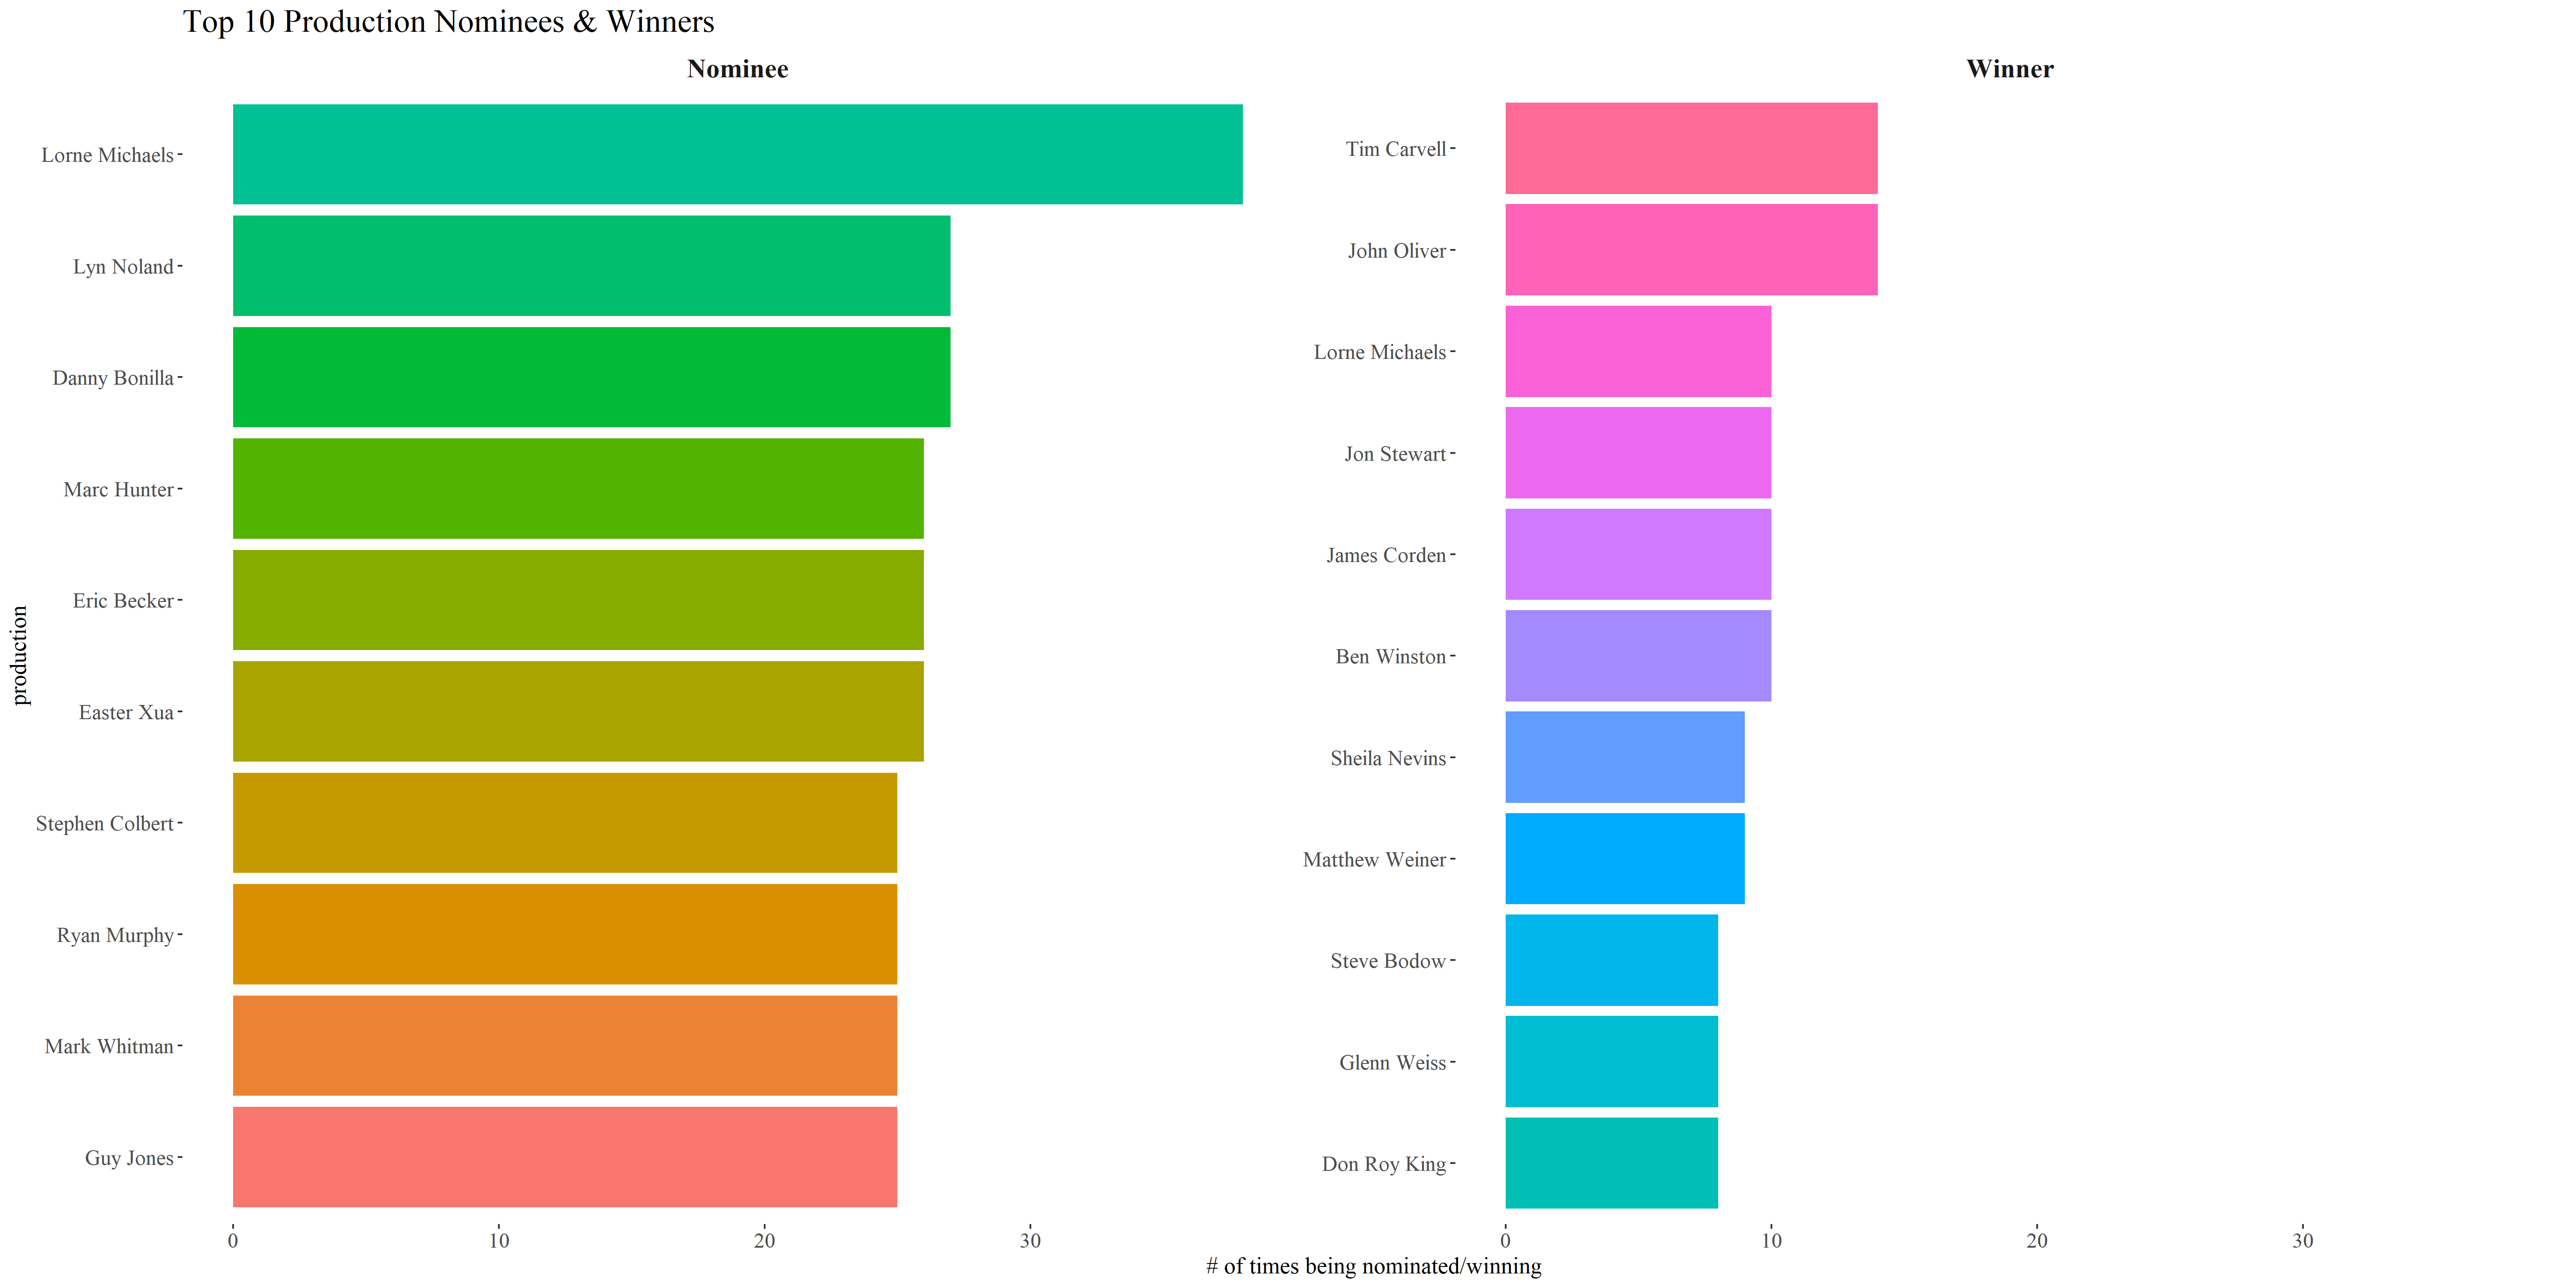 Top 10 Production Nominees & Winners
Nominee
Lorne Michaels
Lyn Noland
Danny Bonilla
Marc Hunter
Eric Becker
Easter Xua
Stephen Colbert
Ryan Murphy
Mark Whitman
Guy Jones
0 10 20 30
Winner
Tim Carvell
John Oliver
Lorne Michaels
Jon Stewart
James Corden
Ben Winston
Sheila Nevins
Matthew Weiner
Steve Bodow
Glenn Weiss
Don Roy King
0 10 20 30
production
# of times being nominated/winning